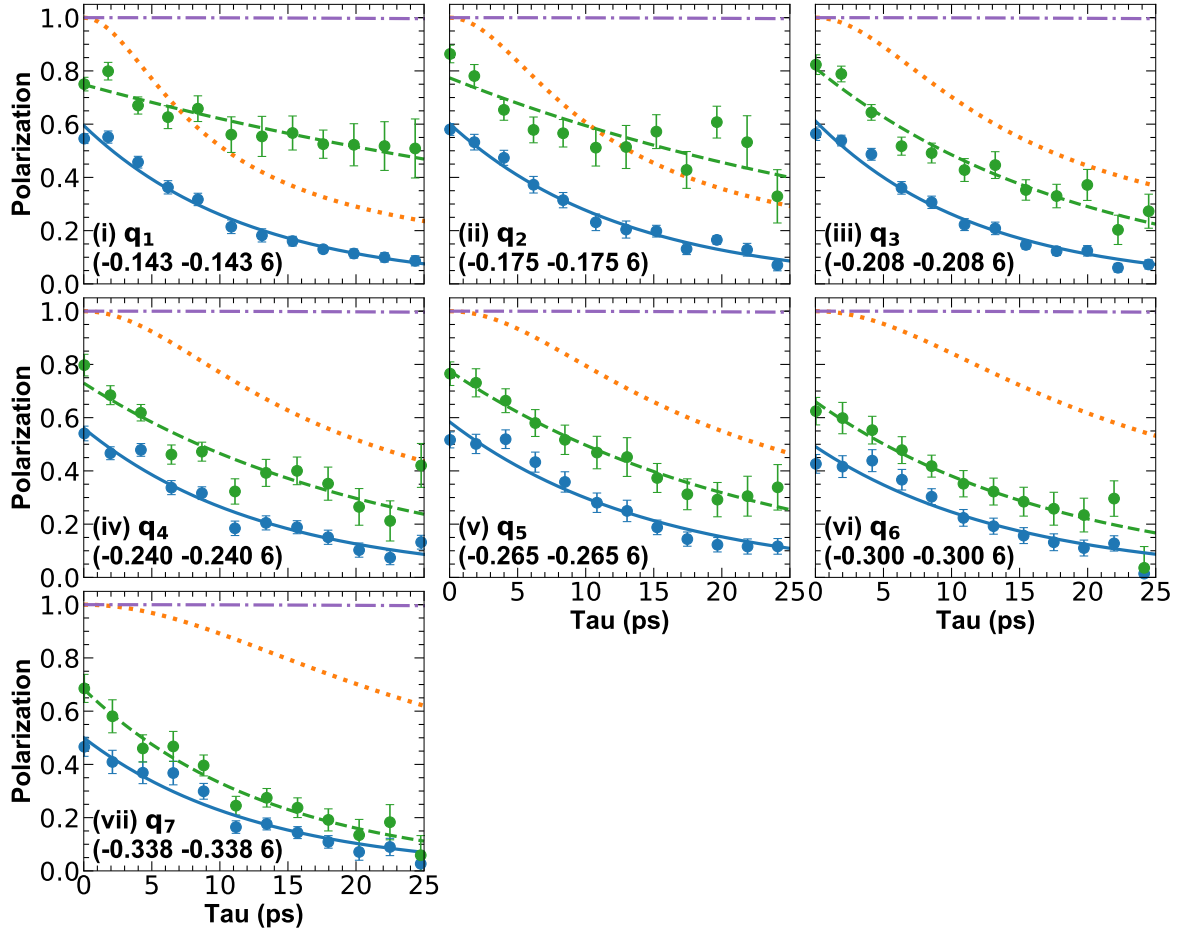 1.0
0.8
0.6
0.4
0.2
0.0
Polarization
(i) q1
(-0.143 -0.143 6)
(ii) q2
(-0.175 -0.175 6)
(iii) q3
(-0.208 -0.208 6)
1.0
0.8
0.6
0.4
0.2
0.0
Polarization
(iv) q4
(-0.240 -0.240 6)
(v) q5
(-0.265 -0.265 6)
(vi) q6
(-0.300 -0.300 6)
0 5 10 15 20 25
Tau (ps)
0 5 10 15 20 25
Tau (ps)
1.0
0.8
0.6
0.4
0.2
0.0
Polarization
(vii) q7
(-0.338 -0.338 6)
0 5 10 15 20 25
Tau (ps)